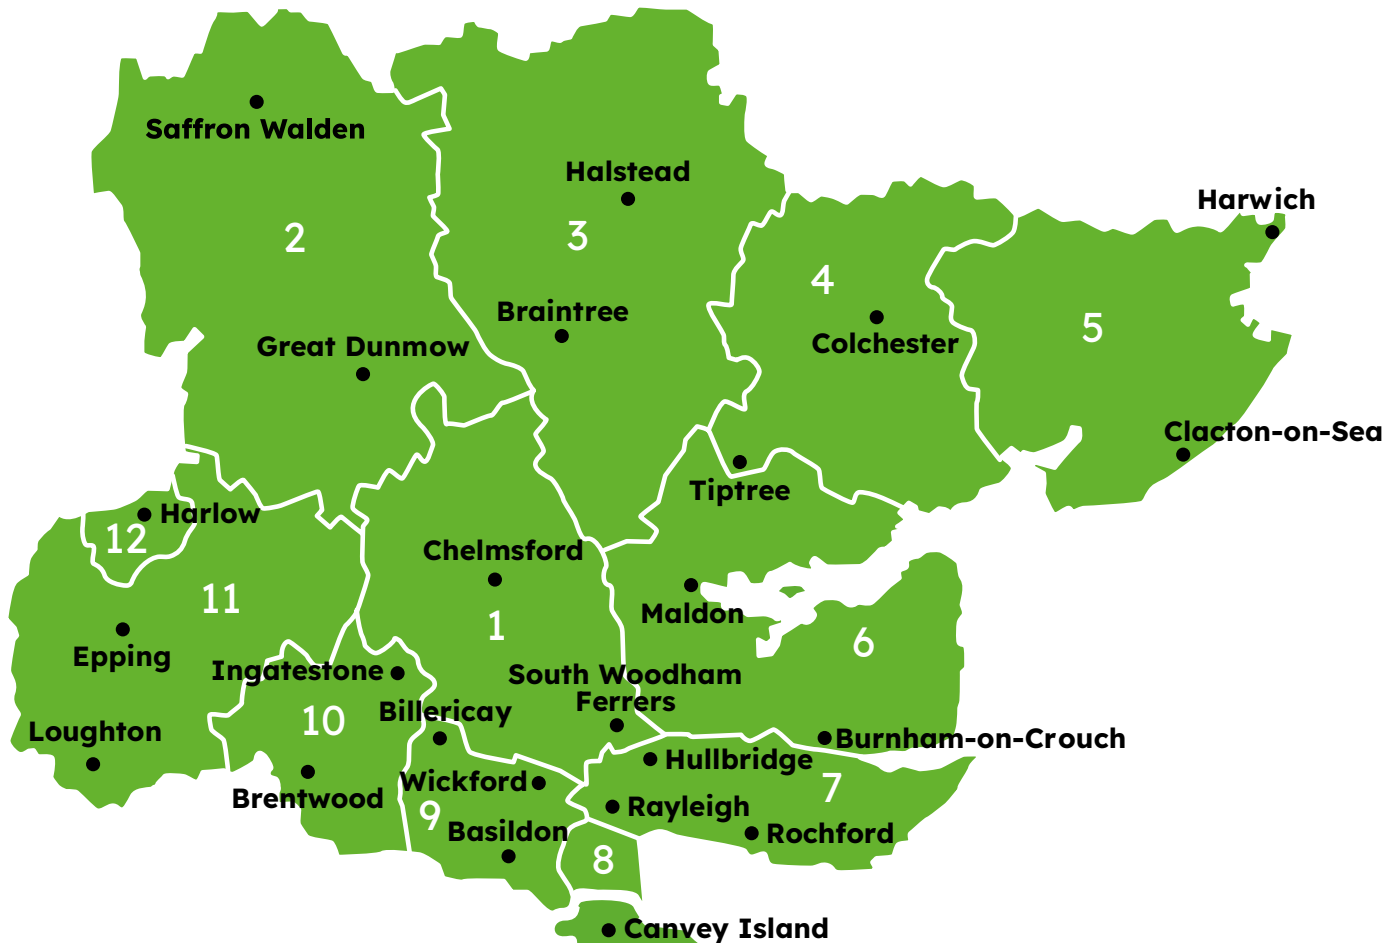 Saffron Walden
Halstead
Harwich
2
3
4
Braintree
5
Great Dunmow
Colchester
Clacton-on-Sea
Tiptree
Harlow
12
Chelmsford
11
Maldon
1
6
Epping
Ingatestone
South Woodham
Ferrers
Billericay
10
Loughton
Burnham-on-Crouch
Hullbridge
Wickford
7
Brentwood
Rayleigh
9
Basildon
Rochford
8
Canvey Island